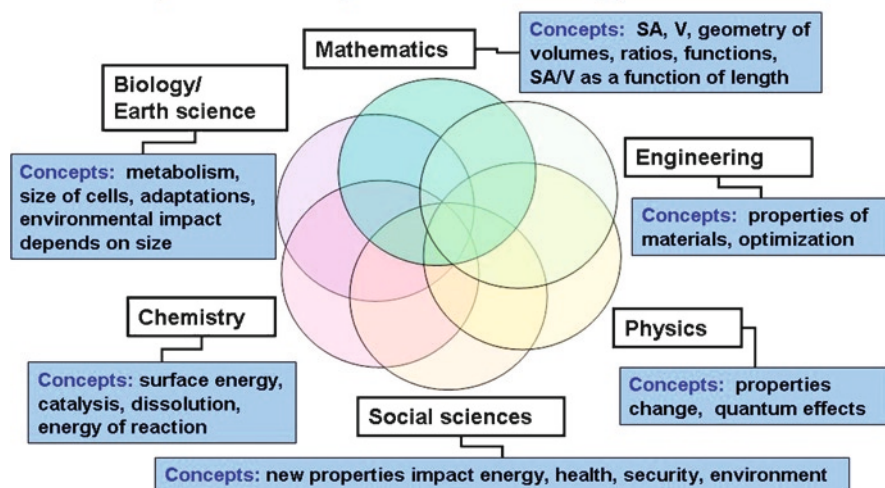 Mathematics
Concepts: SA, V, geometry of
volumes, ratios, functions,
SA/V as a function of length
Biology/
Earth science
Concepts: metabolism,
size of cells, adaptations,
environmental impact
depends on size
Engineering
Concepts: properties of
materials, optimization
Chemistry
Concepts: surface energy,
catalysis, dissolution,
energy of reaction
Physics
Concepts: properties
change, quantum effects
Social sciences
Concepts: new properties impact energy, health, security, environment